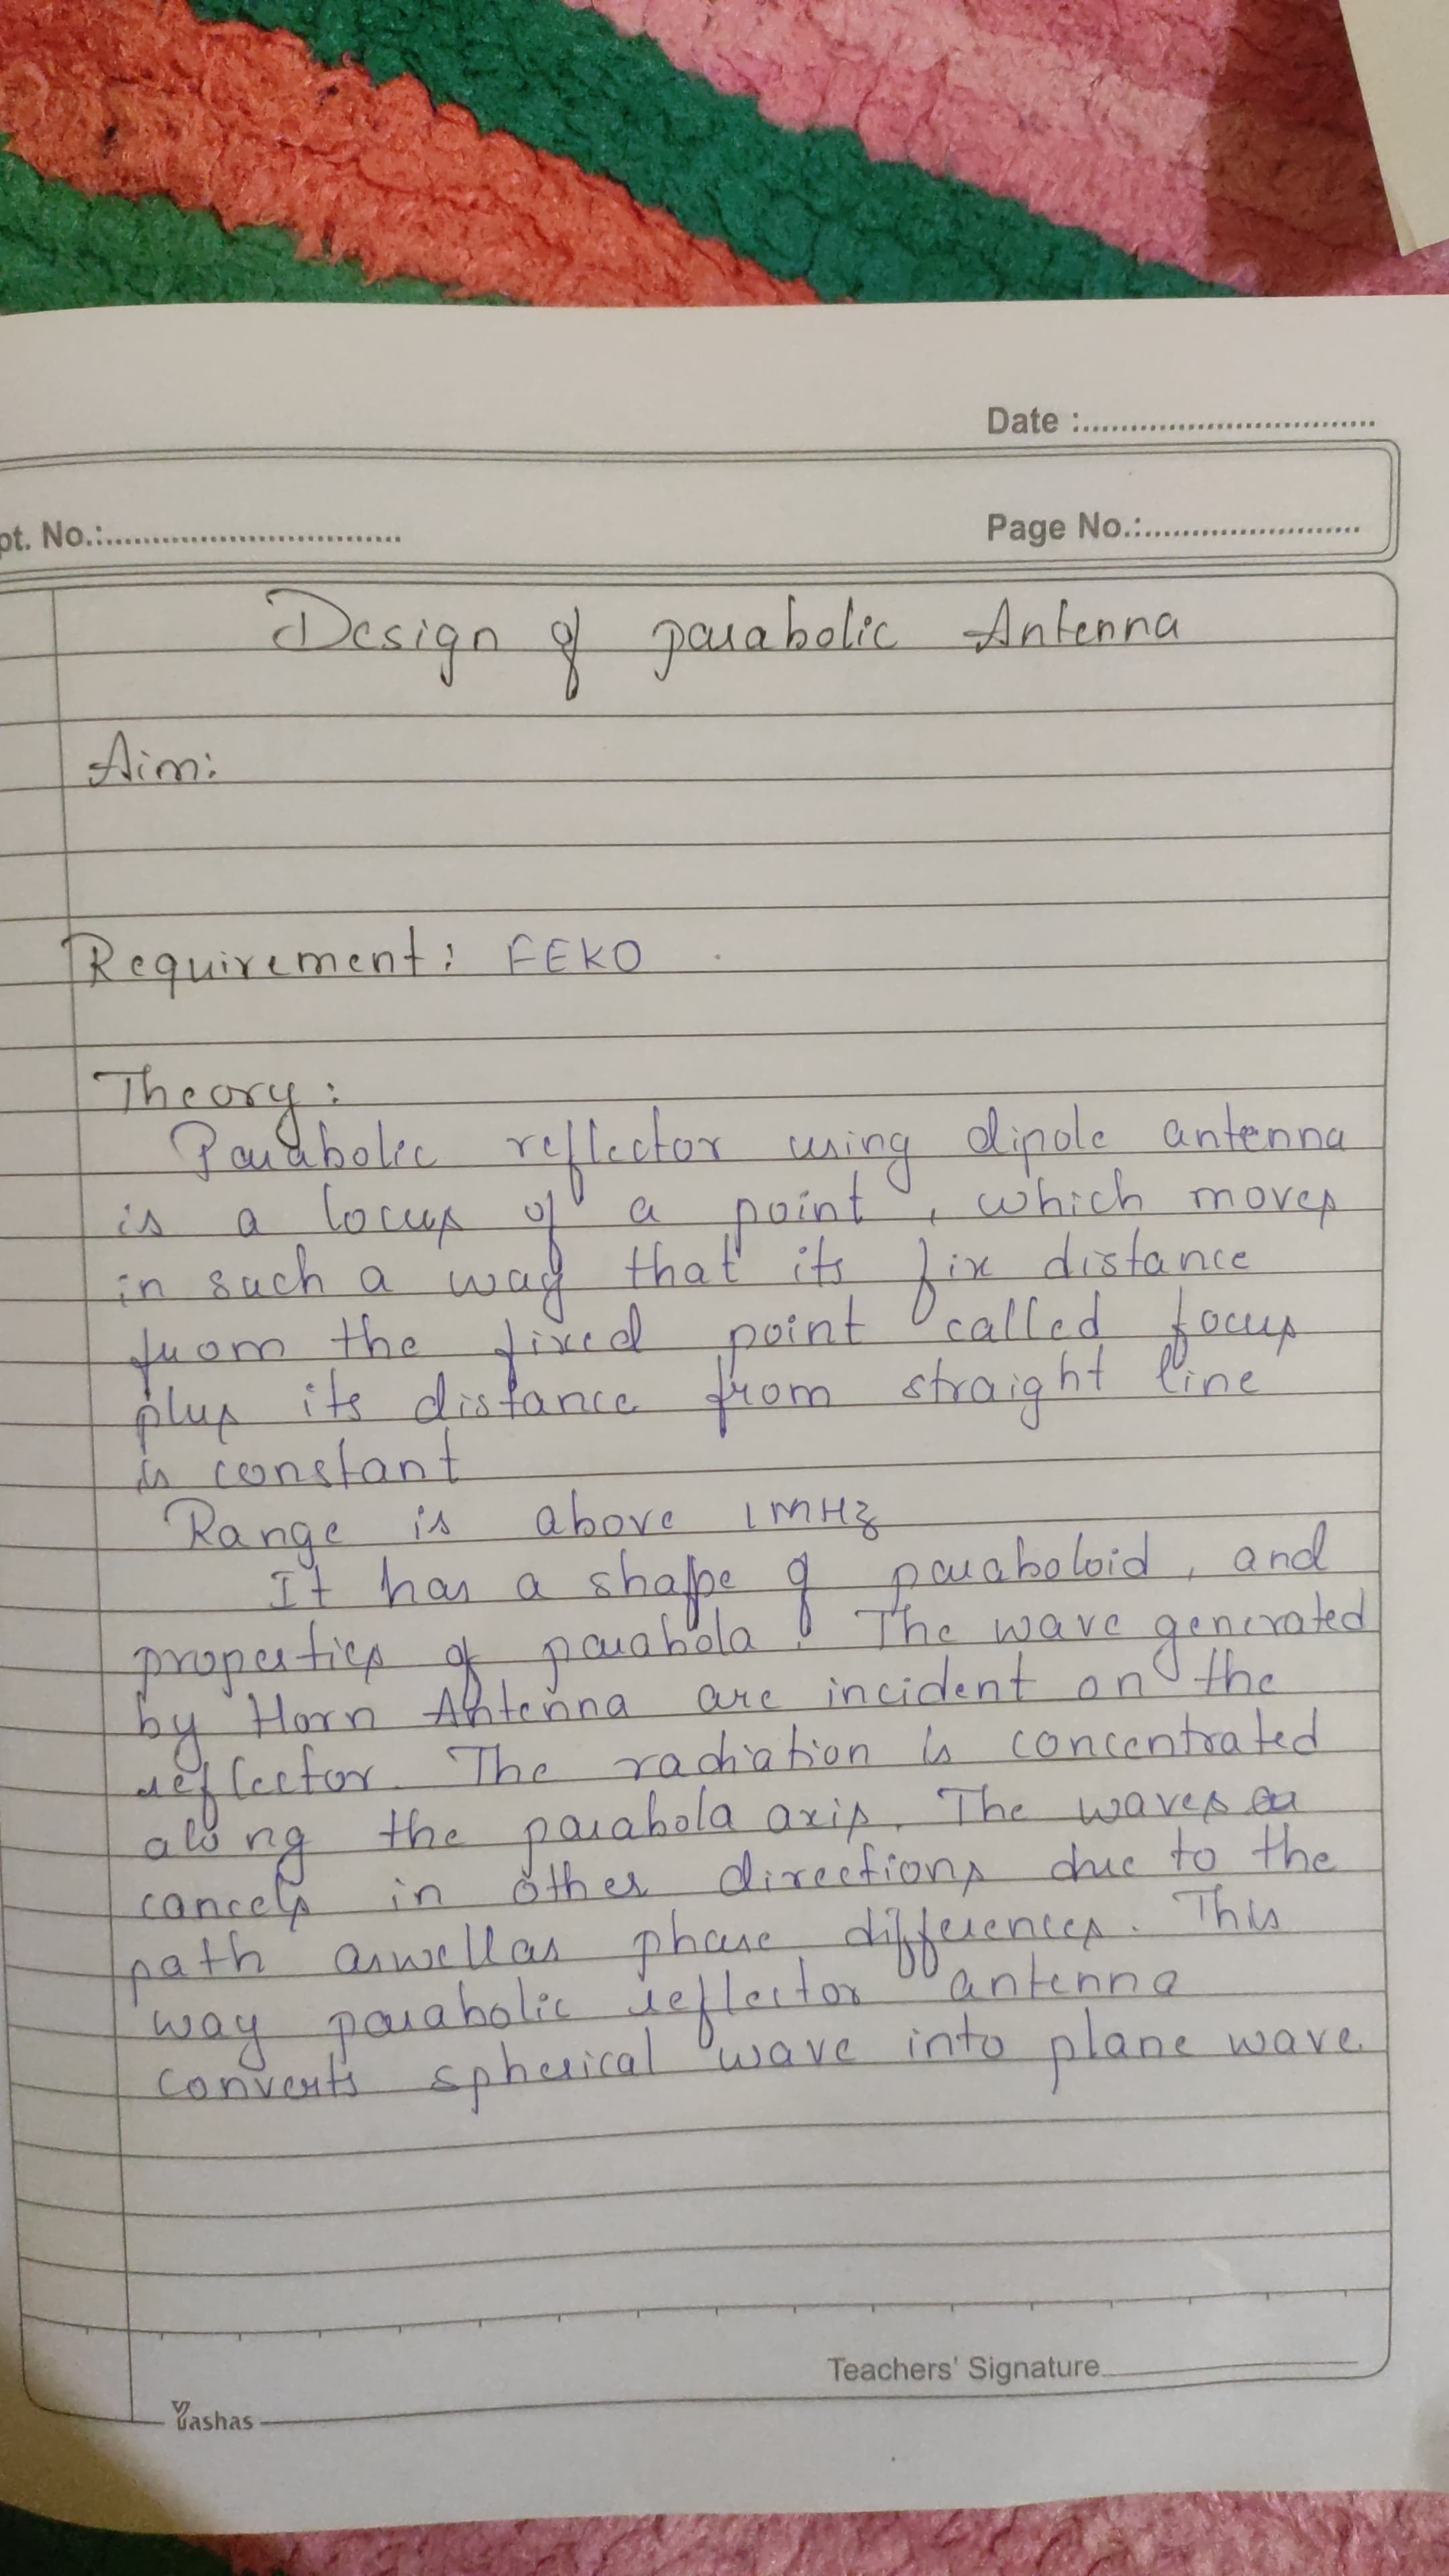 Date :
pt. No.:
Page No.:
Design of parabolic Antenna
Aim:
Requirement: FEKO
Theory:
Parabolic reflector using dipole antenna
is a locus of a point, which moves
in such a way that its fix distance
from the fixed point called focus
plus its distance from straight line
is constant
Range is above 1MHz
It has a shape of paraboloid, and
properties of parabola. The wave generated
by Horn Antenna are incident on the
reflector. The radiation is concentrated
along the parabola axis. The waves
cancels in other directions due to the
path aswellas phase differences. This
way parabolic reflector antenna
converts spherical wave into plane wave.
Teachers' Signature
Yashas